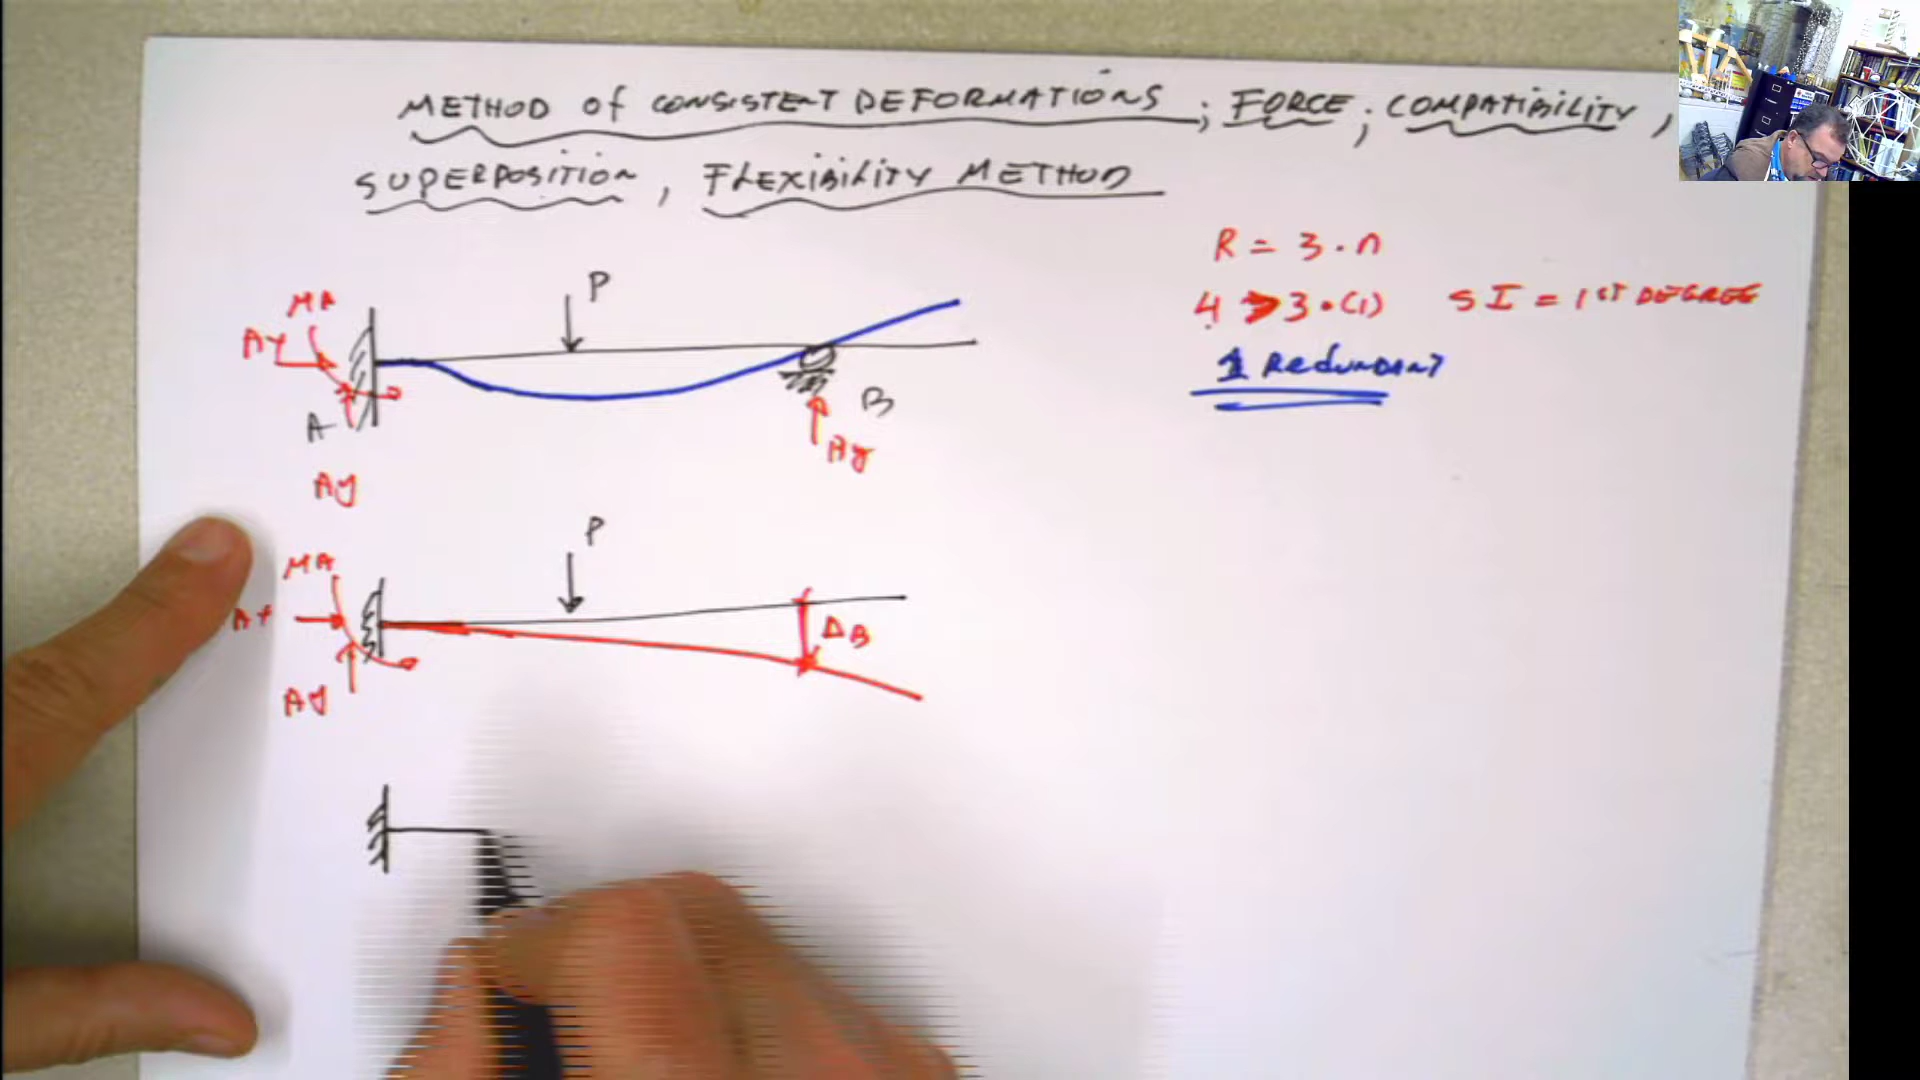 METHOD of CONSISTENT DEFORMATIONS ; FORCE ; COMPATIBILITY ,
SUPERPOSITION , FLEXIBILITY METHOD
R = 3 . n
4 > 3 . (1) SI = 1ST DEGREE
1 Redundant
P
MA
AY
A
B
Ay
Ay
P
MA
Ax
ΔB
Ay